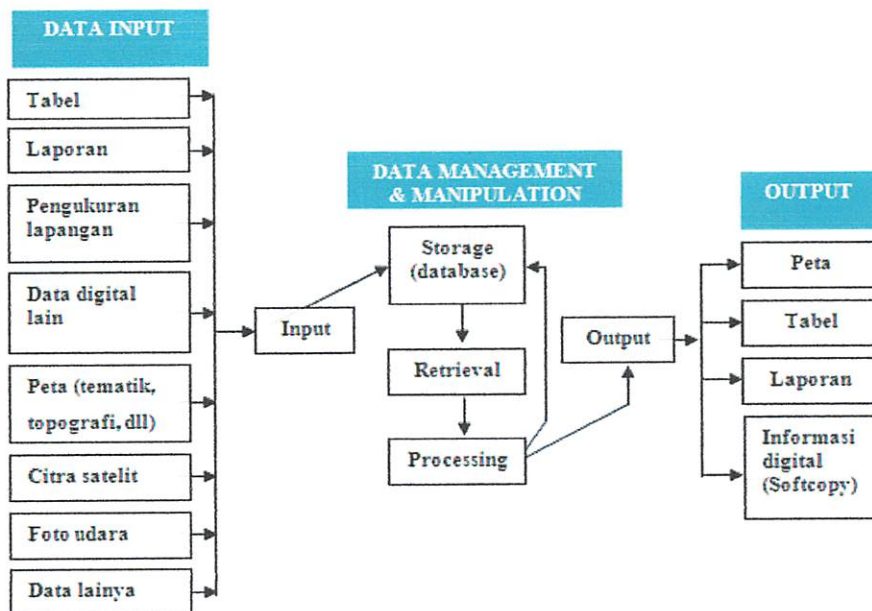 DATA INPUT
Tabel
Laporan
Pengukuran
lapangan
Data digital
lain
Peta (tematik,
topografi, dll)
Citra satelit
Foto udara
Data lainya
Input
DATA MANAGEMENT
& MANIPULATION
Storage
(database)
Retrieval
Processing
Output
OUTPUT
Peta
Tabel
Laporan
Informasi
digital
(Softcopy)